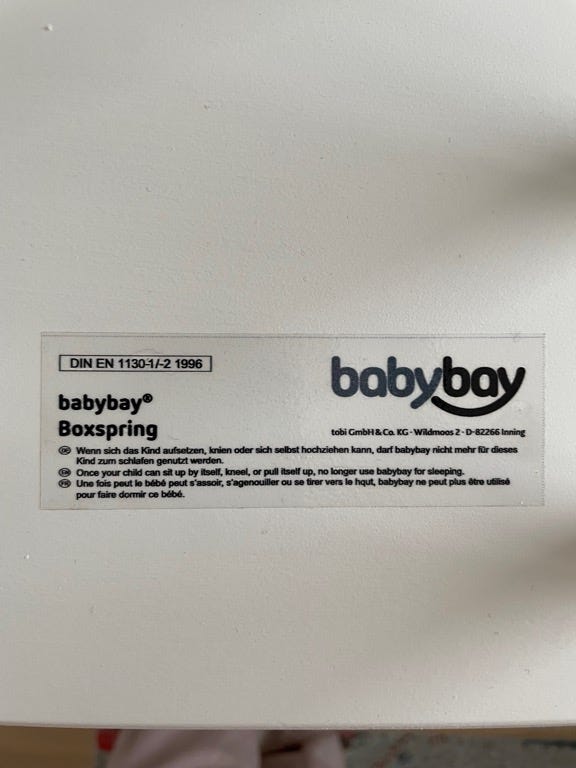 DIN EN 1130-1/-2 1996
babybay
babybay®
Boxspring
tobi GmbH & Co. KG · Wildmoos 2 · D-82266 Inning
DE Wenn sich das Kind aufsetzen, knien oder sich selbst hochziehen kann, darf babybay nicht mehr für dieses
Kind zum schlafen genutzt werden.
EN Once your child can sit up by itself, kneel, or pull itself up, no longer use babybay for sleeping.
FR Une fois peut le bébé peut s'assoir, s'agenouiller ou se tirer vers le hqut, babybay ne peut plus être utilisé
pour faire dormir ce bébé.